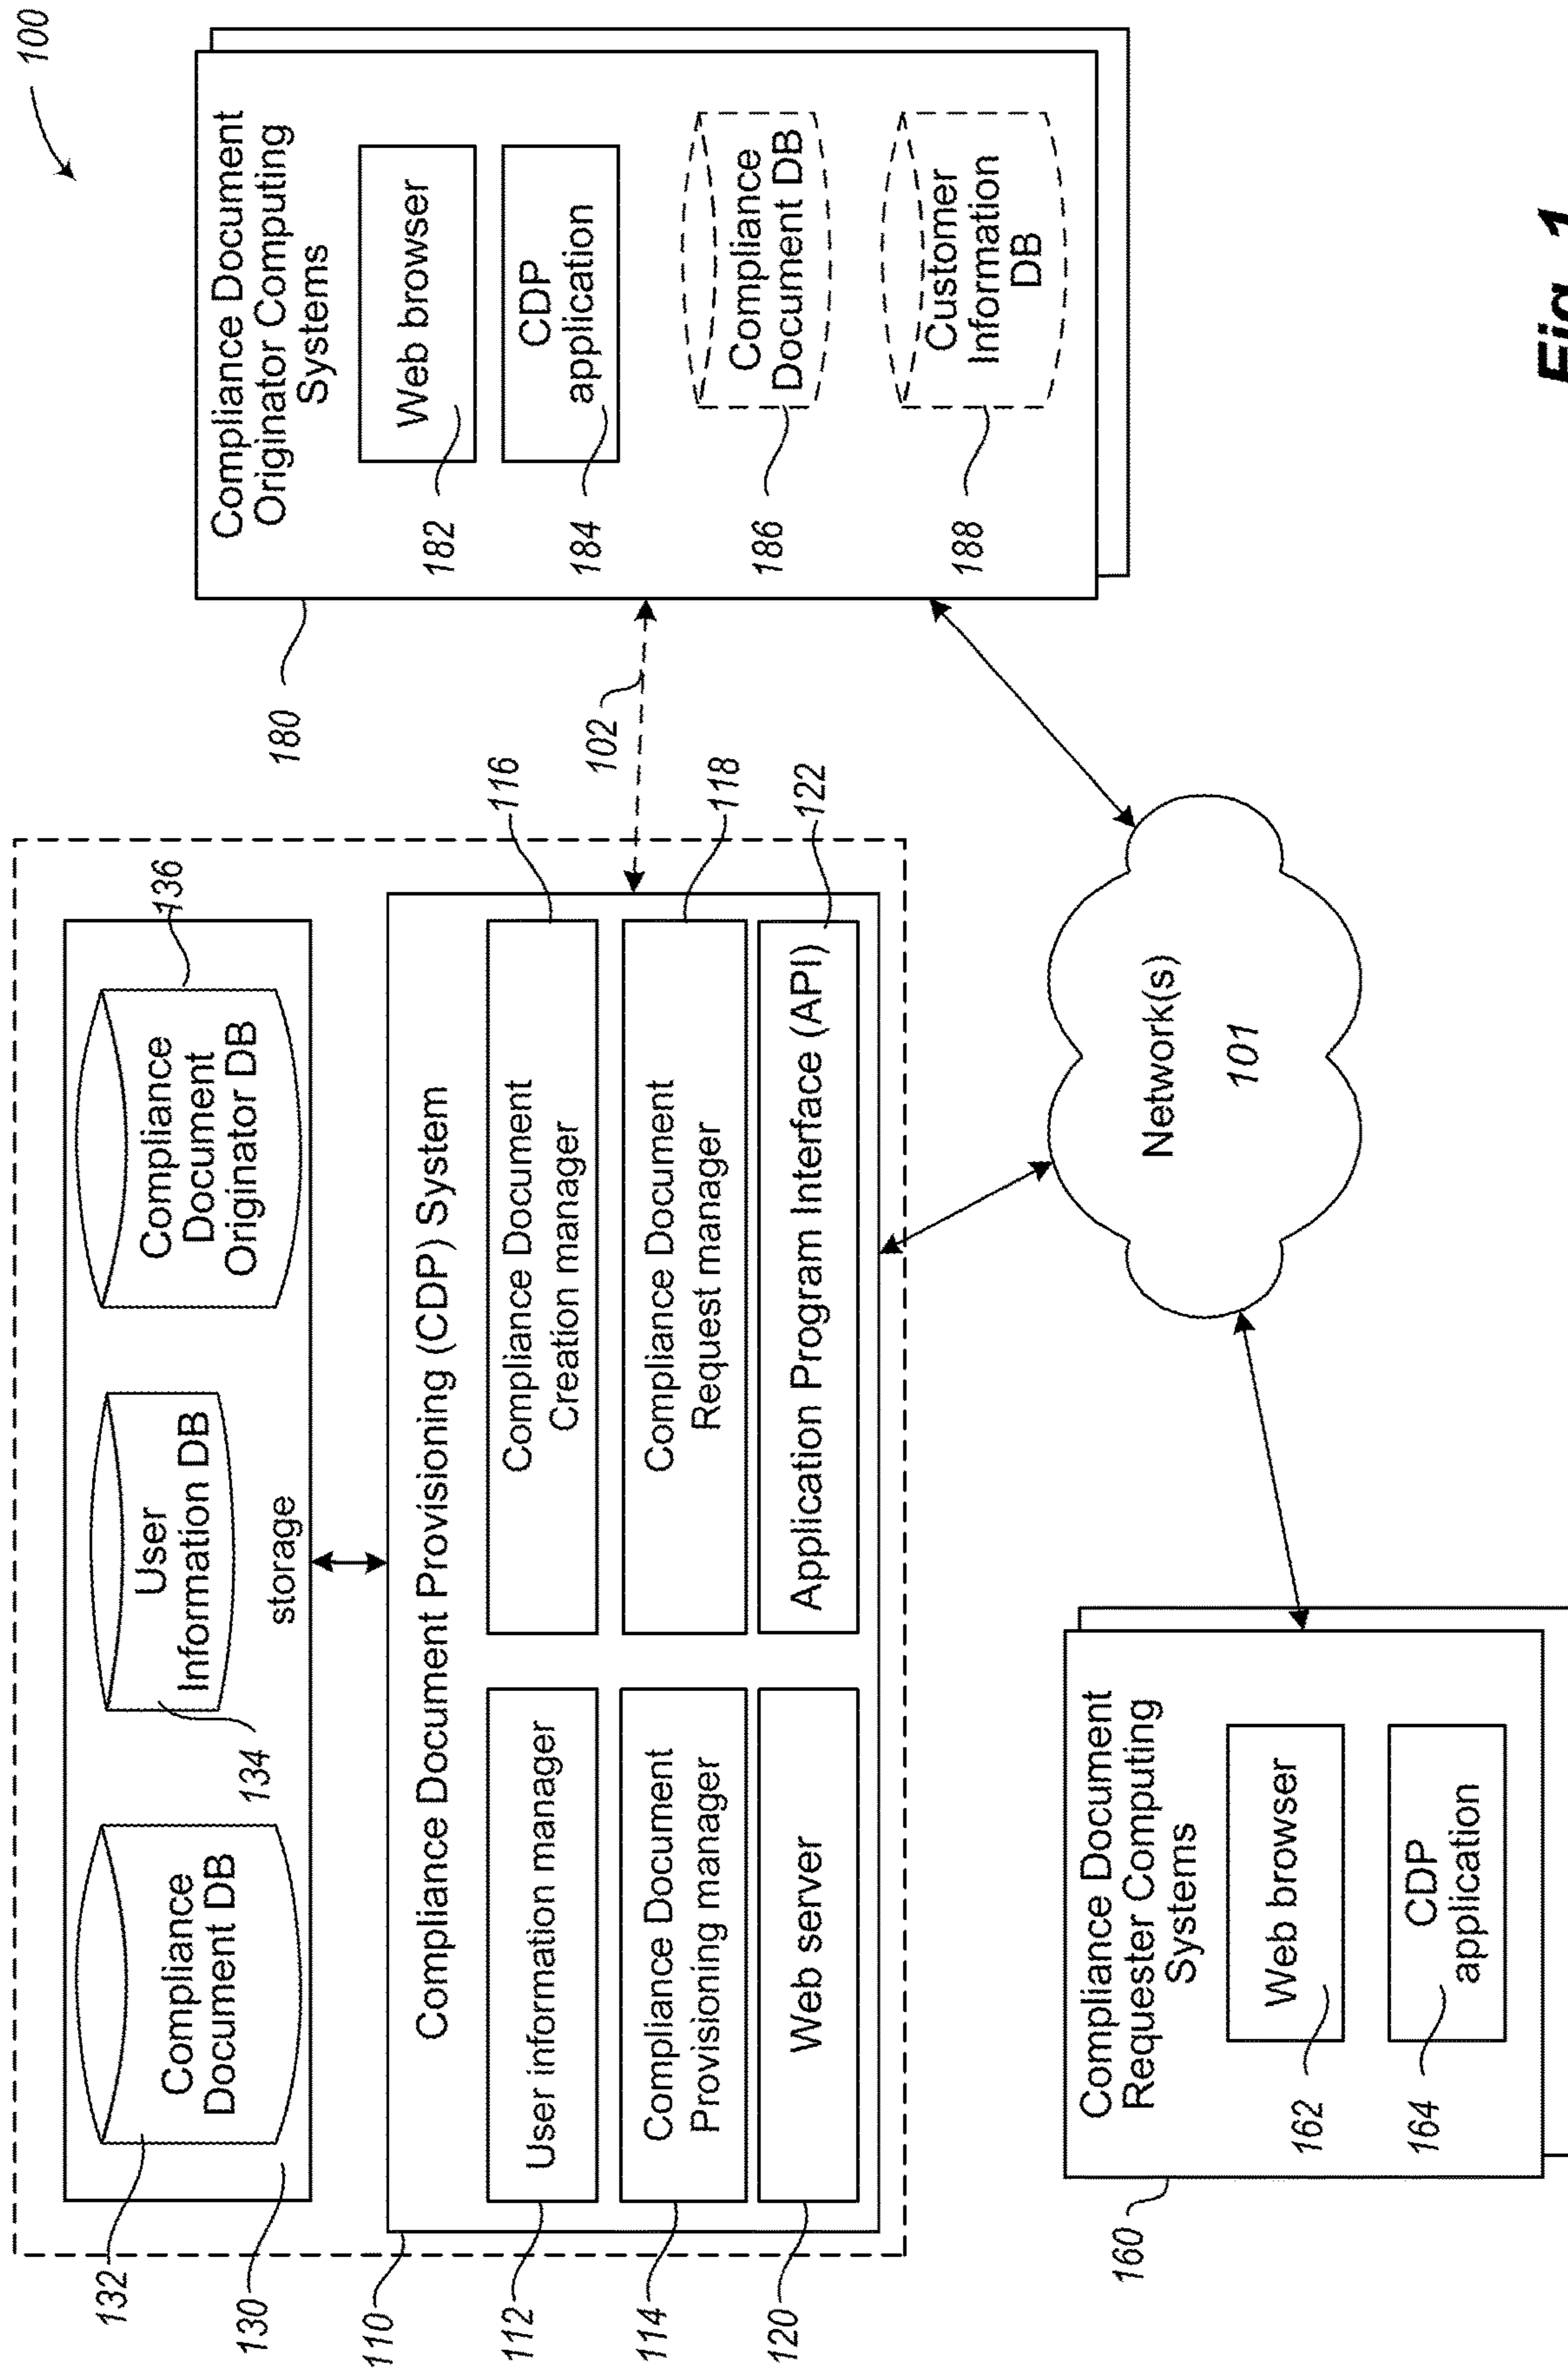 100
136
Compliance
Document
Originator DB
User
Information DB
storage
134
Compliance
Document DB
132
130
110
Compliance Document Provisioning (CDP) System
User information manager
112
Compliance Document
Creation manager
116
Compliance Document
Provisioning manager
114
Compliance Document
Request manager
118
Web server
120
Application Program Interface (API)
122
102
180
Compliance Document
Originator Computing
Systems
Web browser
182
CDP
application
184
Compliance
Document DB
186
Customer
Information
DB
188
Network(s)
101
160
Compliance Document
Requester Computing
Systems
Web browser
162
CDP
application
164
Fig. 1